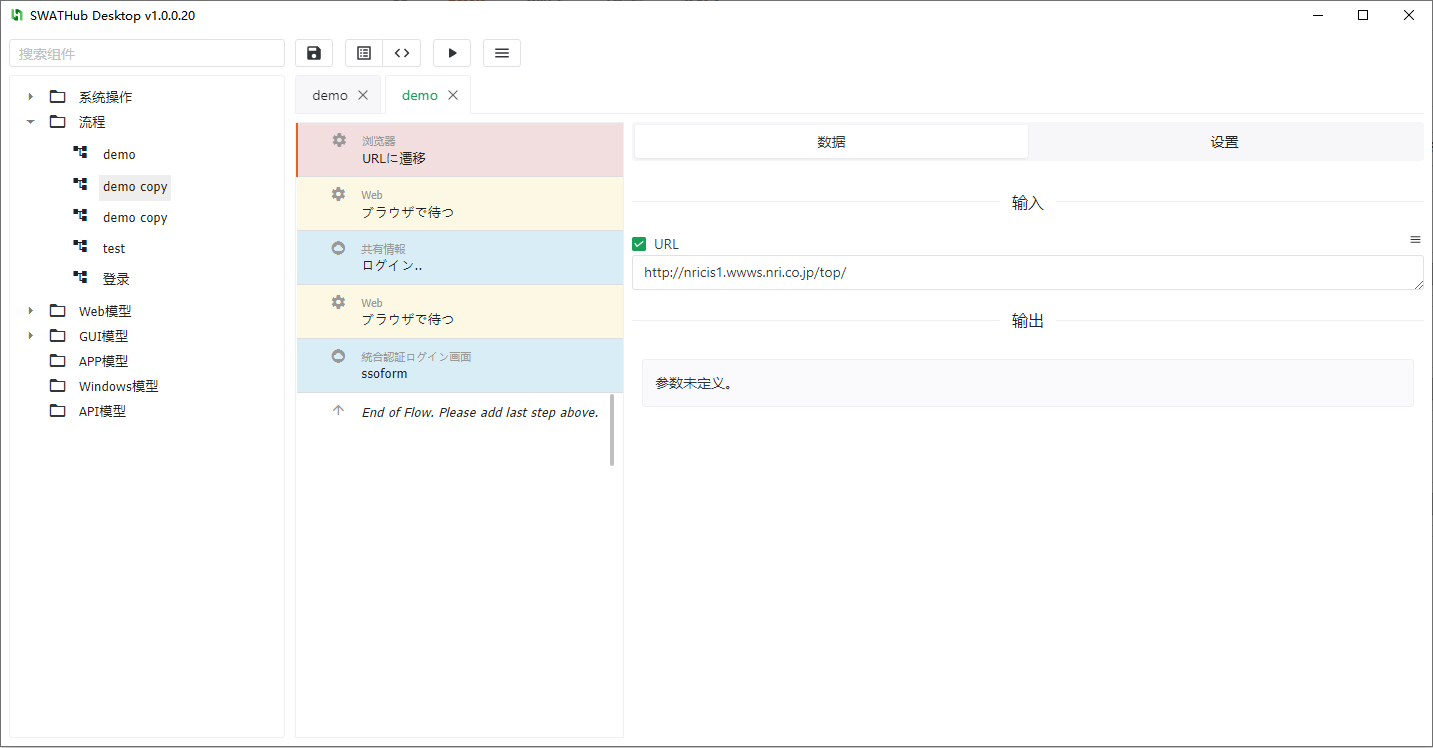 SWATHub Desktop v1.0.0.20
搜索组件
系统操作
流程
demo
demo copy
demo copy
test
登录
Web模型
GUI模型
APP模型
Windows模型
API模型
demo
demo
浏览器
URLに遷移
Web
ブラウザで待つ
共有情報
ログイン..
Web
ブラウザで待つ
統合認証ログイン画面
ssoform
End of Flow. Please add last step above.
数据
设置
输入
URL
http://nricis1.wwws.nri.co.jp/top/
输出
参数未定义。